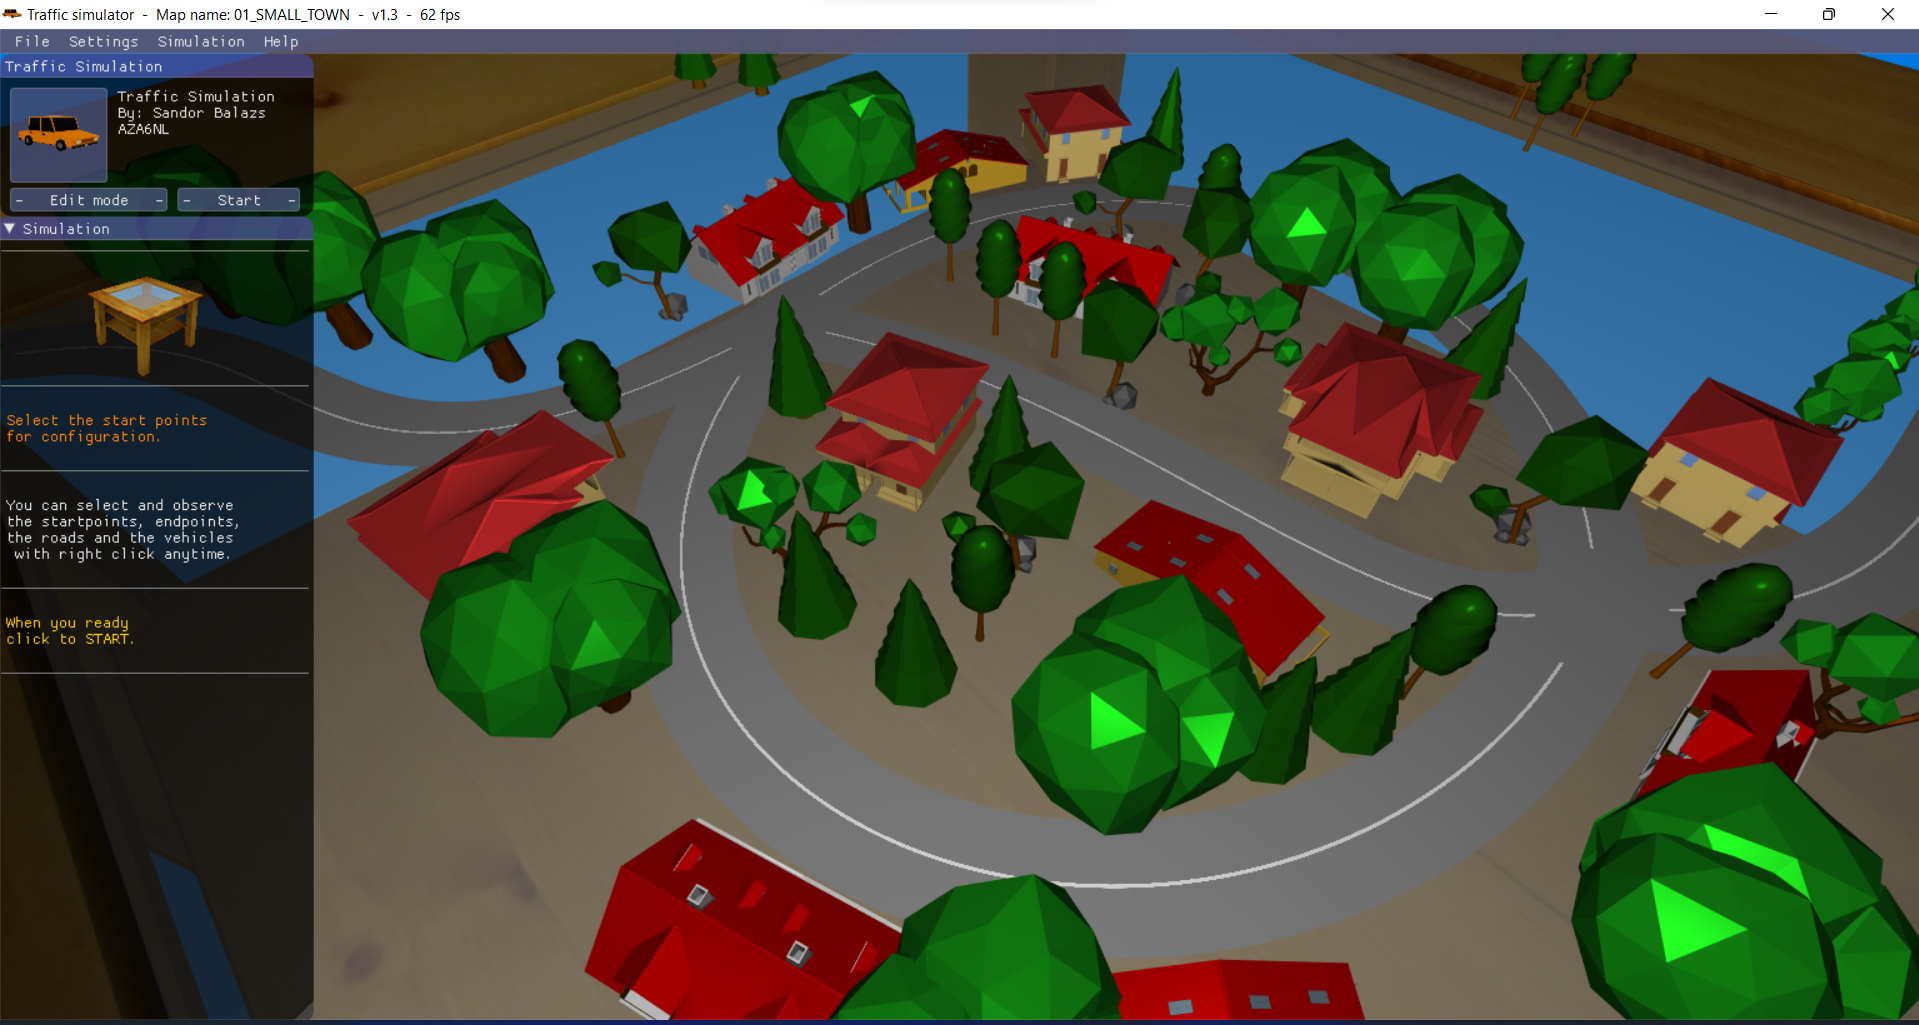 Traffic simulator  -  Map name: 01_SMALL_TOWN  -  v1.3  -  62 fps
File  Settings  Simulation  Help
Traffic Simulation
Traffic Simulation
By: Sandor Balazs
AZA6NL
-  Edit mode  -
-  Start  -
Simulation
Select the start points
for configuration.
You can select and observe
the startpoints, endpoints,
the roads and the vehicles
with right click anytime.
When you ready
click to START.